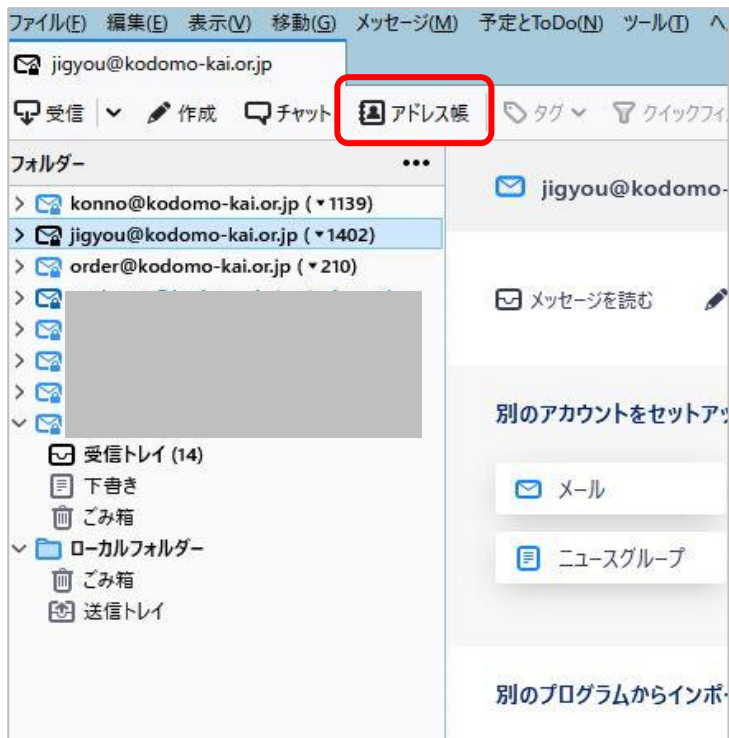 ファイル(F) 編集(E) 表示(V) 移動(G) メッセージ(M) 予定とToDo(N) ツール(T) ヘ
jigyou@kodomo-kai.or.jp
受信 作成 チャット アドレス帳 タグ クイックフィ
フォルダー
jigyou@kodomo-
konno@kodomo-kai.or.jp (▼1139)
jigyou@kodomo-kai.or.jp (▼1402)
order@kodomo-kai.or.jp (▼210)
メッセージを読む
別のアカウントをセットアッ
受信トレイ (14)
下書き
メール
ごみ箱
ローカルフォルダー
ニュースグループ
ごみ箱
送信トレイ
別のプログラムからインポー